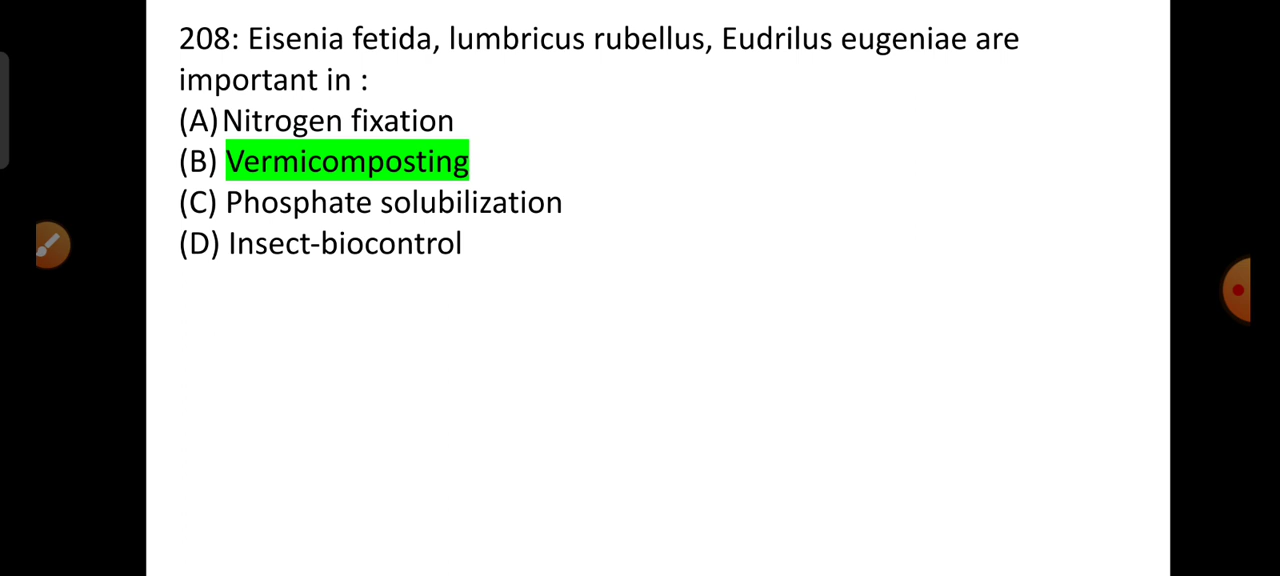 208: Eisenia fetida, lumbricus rubellus, Eudrilus eugeniae are
important in :
(A) Nitrogen fixation
(B) Vermicomposting
(C) Phosphate solubilization
(D) Insect-biocontrol